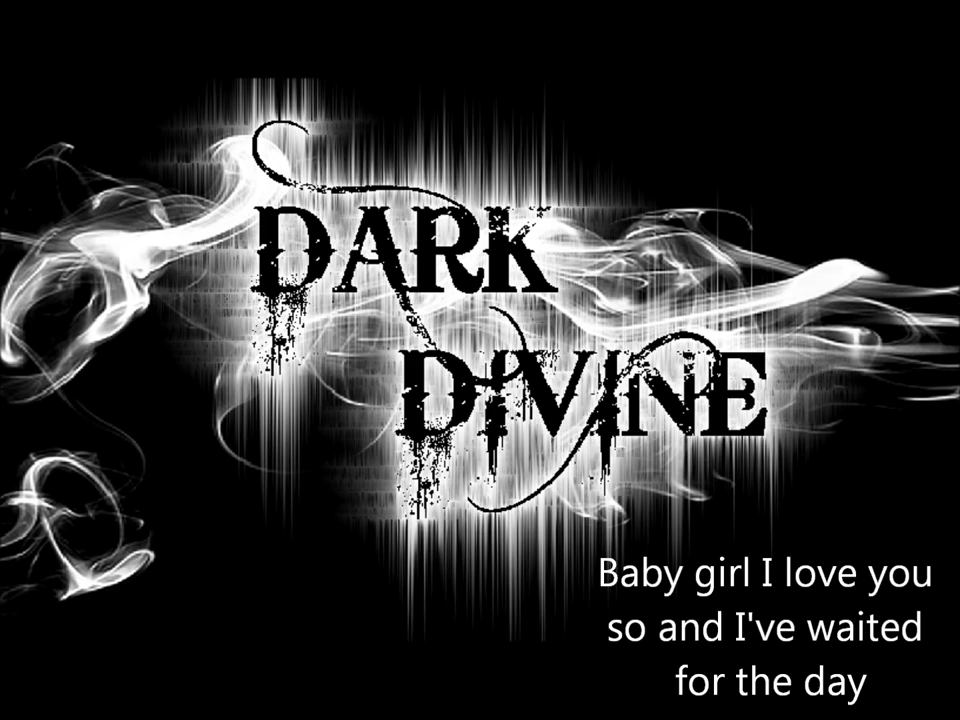 DARK
DIVINE
Baby girl I love you
so and I've waited
for the day